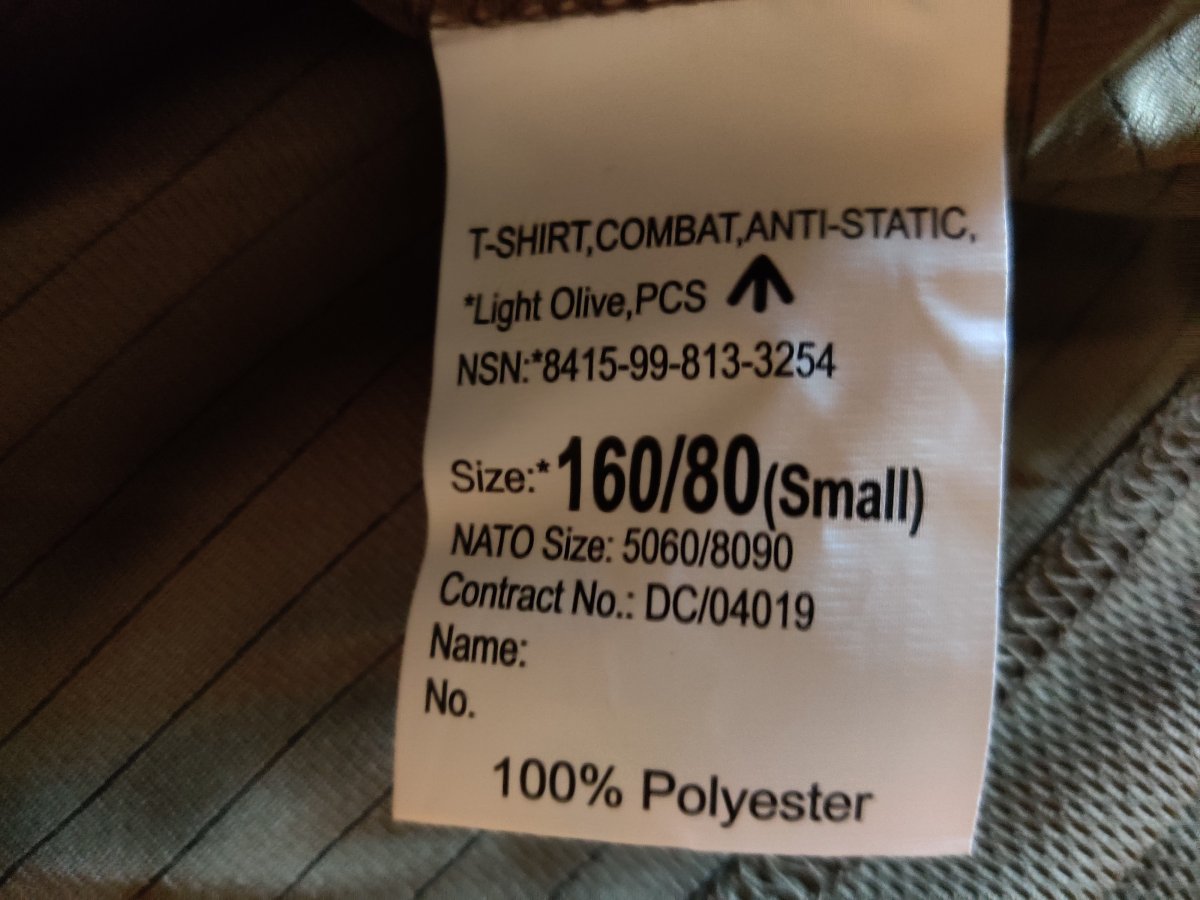 T-SHIRT,COMBAT,ANTI-STATIC,
*Light Olive,PCS
NSN:*8415-99-813-3254
Size:*160/80(Small)
NATO Size: 5060/8090
Contract No.: DC/04019
Name:
No.
100% Polyester